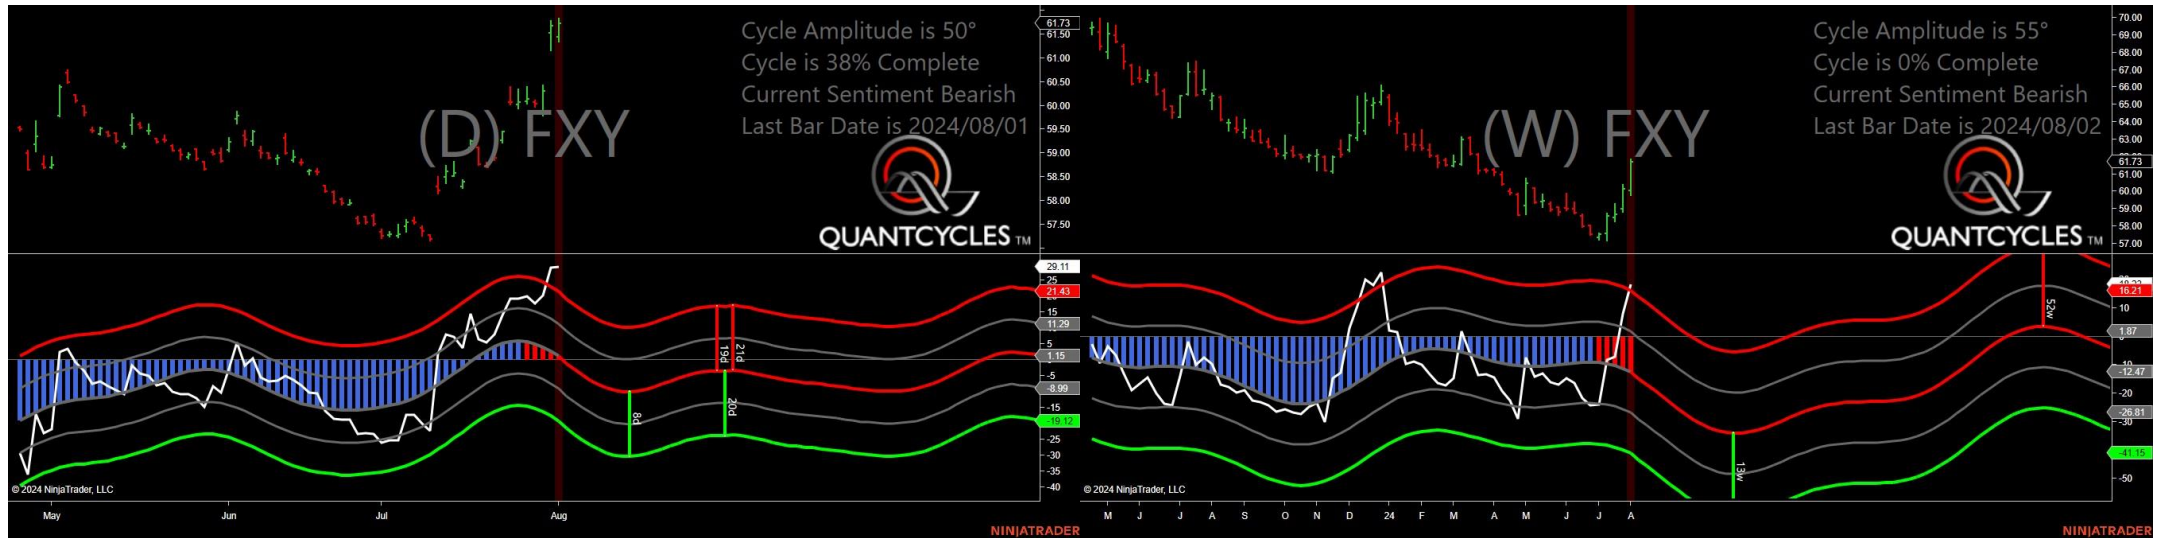 Cycle Amplitude is 50°
Cycle is 38% Complete
Current Sentiment Bearish
Last Bar Date is 2024/08/01
(D) FXY
QUANTCYCLES TM
61.73
61.50
61.00
60.50
60.00
59.50
59.00
58.50
58.00
57.50
29.11
25
21.43
15
11.29
5
1.15
-5
-8.99
-15
-19.12
-25
-30
-35
-40
19d
21d
8d
20d
© 2024 NinjaTrader, LLC
May
Jun
Jul
Aug
NINJATRADER
Cycle Amplitude is 55°
Cycle is 0% Complete
Current Sentiment Bearish
Last Bar Date is 2024/08/02
(W) FXY
QUANTCYCLES TM
70.00
69.00
68.00
67.00
66.00
65.00
64.00
63.00
61.73
61.00
60.00
59.00
58.00
57.00
16.21
10
1.87
-10
-12.47
-20
-26.81
-30
-41.15
-50
52w
13w
© 2024 NinjaTrader, LLC
M J J A S O N D 24 F M A M J J A
NINJATRADER